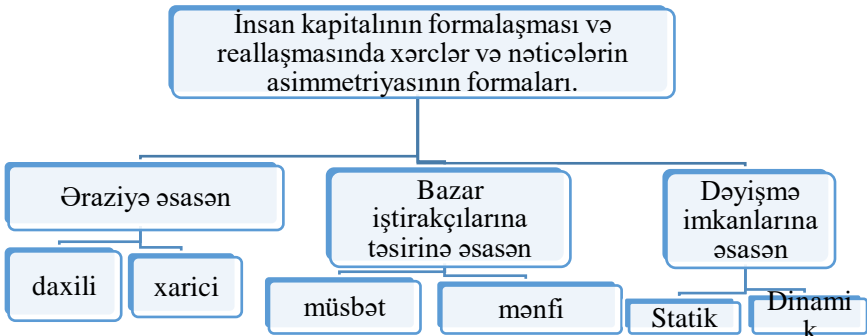 İnsan kapitalının formalaşması və
reallaşmasında xərclər və nəticələrin
asimmetriyasının formaları.
Əraziyə əsasən
daxili
xarici
Bazar
iştirakçılarına
təsirinə əsasən
müsbət
mənfi
Dəyişmə
imkanlarına
əsasən
Statik
Dinami
k